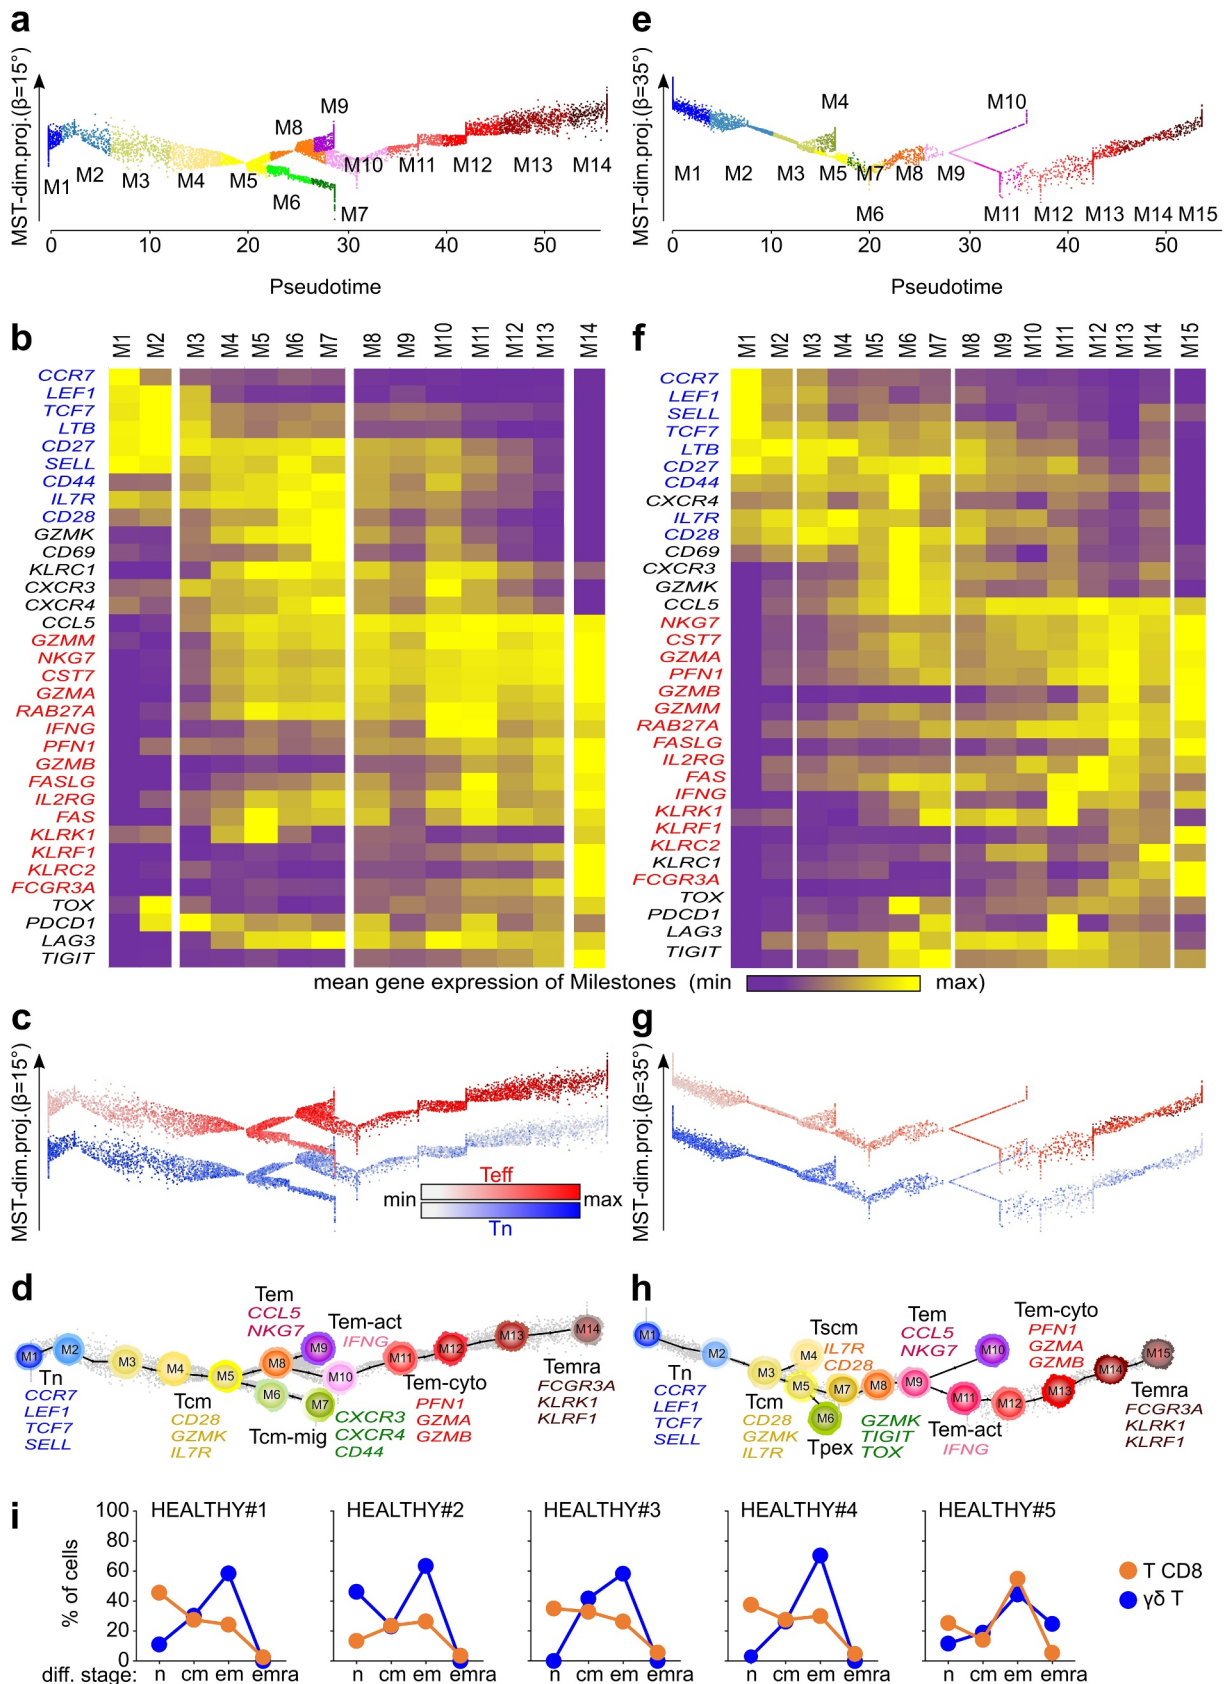 a
MST-dim.proj.(β=15°)
M1
M2
M3
M4
M5
M6
M7
M8
M9
M10
M11
M12
M13
M14
0 10 20 30 40 50
Pseudotime
e
MST-dim.proj.(β=35°)
M1
M2
M3
M4
M5
M6
M7
M8
M9
M10
M11
M12
M13
M14
M15
0 10 20 30 40 50
Pseudotime
b
M1 M2 M3 M4 M5 M6 M7 M8 M9 M10 M11 M12 M13 M14
CCR7
LEF1
TCF7
LTB
CD27
SELL
CD44
IL7R
CD28
GZMK
CD69
KLRC1
CXCR3
CXCR4
CCL5
GZMM
NKG7
CST7
GZMA
RAB27A
IFNG
PFN1
GZMB
FASLG
IL2RG
FAS
KLRK1
KLRF1
KLRC2
FCGR3A
TOX
PDCD1
LAG3
TIGIT
f
M1 M2 M3 M4 M5 M6 M7 M8 M9 M10 M11 M12 M13 M14 M15
CCR7
LEF1
SELL
TCF7
LTB
CD27
CD44
CXCR4
IL7R
CD28
CD69
CXCR3
GZMK
CCL5
NKG7
CST7
GZMA
PFN1
GZMB
GZMM
RAB27A
FASLG
IL2RG
FAS
IFNG
KLRK1
KLRF1
KLRC2
KLRC1
FCGR3A
TOX
PDCD1
LAG3
TIGIT
mean gene expression of Milestones (min max)
c
MST-dim.proj.(β=15°)
Teff
min max
Tn
g
MST-dim.proj.(β=35°)
d
M1
M2
M3
M4
M5
M6
M7
M8
M9
M10
M11
M12
M13
M14
Tn
CCR7
LEF1
TCF7
SELL
Tcm
CD28
GZMK
IL7R
Tem
CCL5
NKG7
Tcm-mig
CXCR3
CXCR4
CD44
Tem-act
IFNG
Tem-cyto
PFN1
GZMA
GZMB
Temra
FCGR3A
KLRK1
KLRF1
h
M1
M2
M3
M4
M5
M6
M7
M8
M9
M10
M11
M12
M13
M14
M15
Tn
CCR7
LEF1
TCF7
SELL
Tcm
CD28
GZMK
IL7R
Tscm
IL7R
CD28
Tpex
GZMK
TIGIT
TOX
Tem
CCL5
NKG7
Tem-act
IFNG
Tem-cyto
PFN1
GZMA
GZMB
Temra
FCGR3A
KLRK1
KLRF1
i
HEALTHY#1 HEALTHY#2 HEALTHY#3 HEALTHY#4 HEALTHY#5
% of cells
100
80
60
40
20
0
diff. stage: n cm em emra n cm em emra n cm em emra n cm em emra n cm em emra
T CD8
γδ T